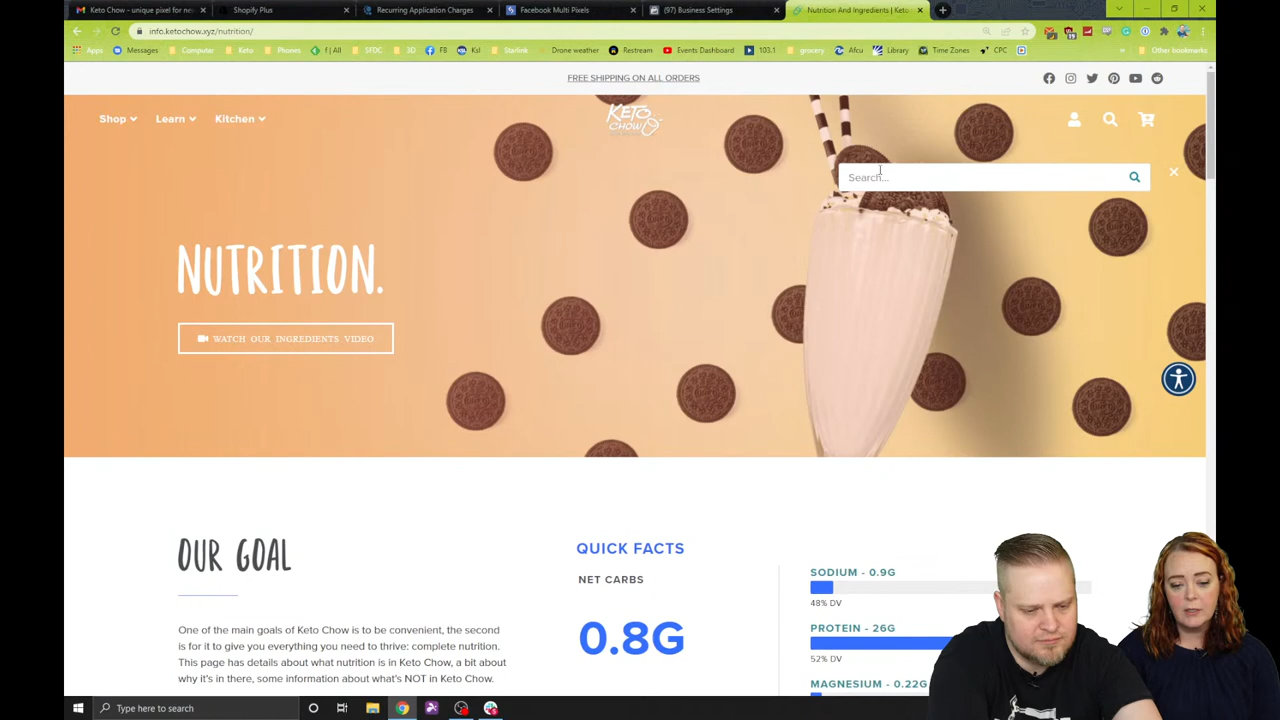 Keto Chow - unique pixel for ne
Shopify Plus
Recurring Application Charges
Facebook Multi Pixels
(97) Business Settings
Nutrition And Ingredients | Keto
info.ketochow.xyz/nutrition/
Apps
Messages
Computer
Keto
Phones
f | All
SFDC
3D
FB
Ksl
Starlink
Drone weather
Restream
Events Dashboard
103.1
grocery
Afcu
Library
Time Zones
CPC
Other bookmarks
FREE SHIPPING ON ALL ORDERS
Shop
Learn
Kitchen
KETO
CHOW
Search...
NUTRITION.
WATCH OUR INGREDIENTS VIDEO
OUR GOAL
One of the main goals of Keto Chow is to be convenient, the second
is for it to give you everything you need to thrive: complete nutrition.
This page has details about what nutrition is in Keto Chow, a bit about
why it's in there, some information about what's NOT in Keto Chow.
QUICK FACTS
NET CARBS
0.8G
SODIUM - 0.9G
48% DV
PROTEIN - 26G
52% DV
MAGNESIUM - 0.22G
Type here to search